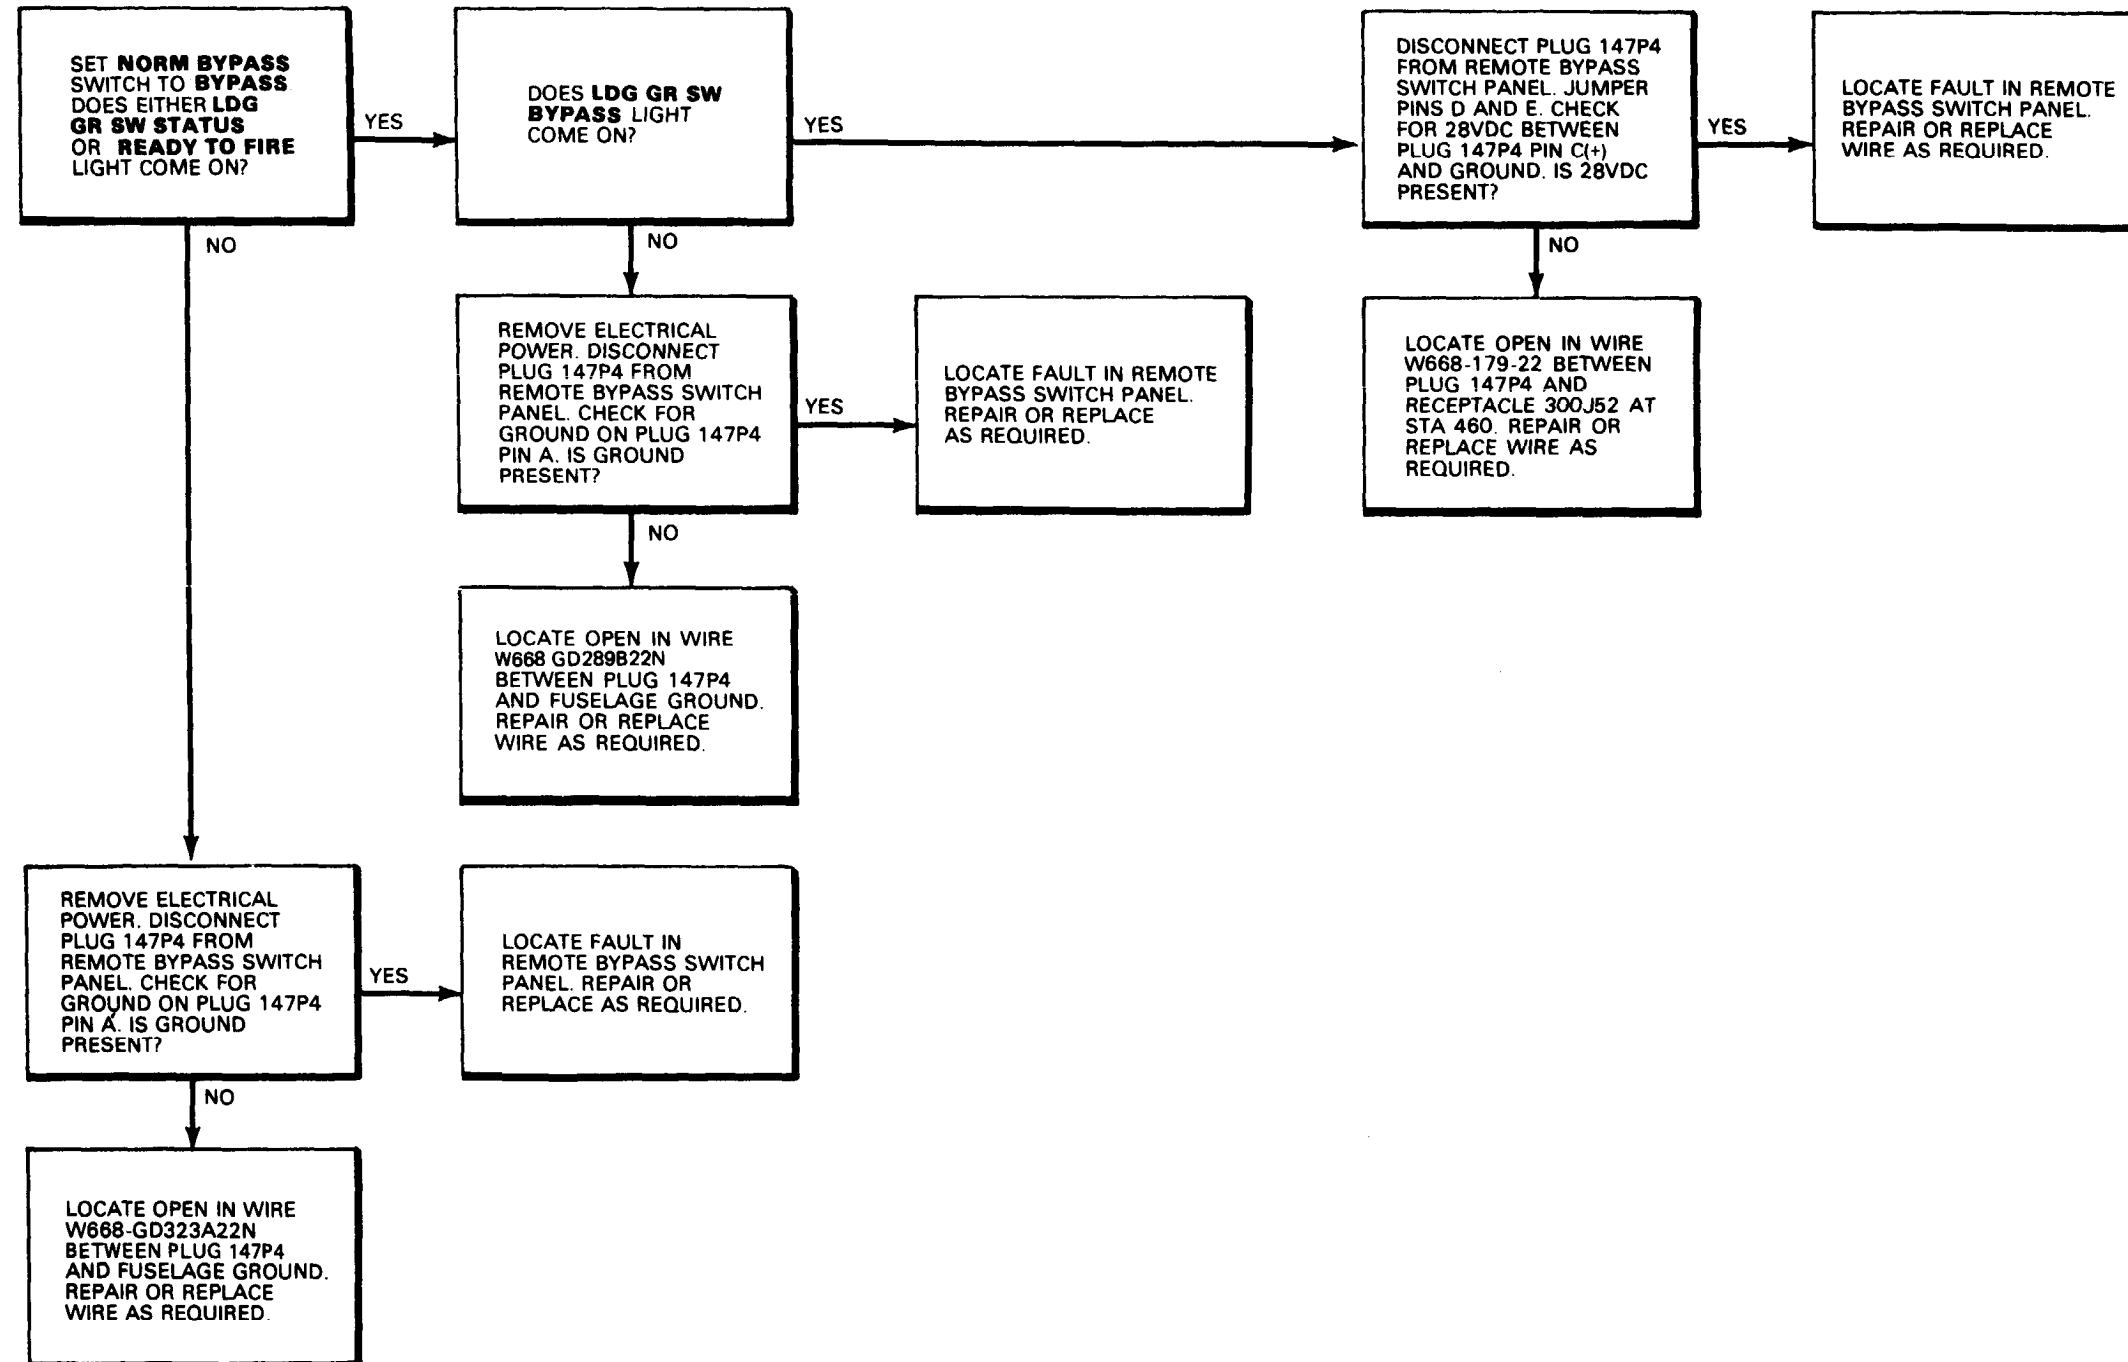 SET NORM BYPASS
SWITCH TO BYPASS.
DOES EITHER LDG
GR SW STATUS
OR READY TO FIRE
LIGHT COME ON?
YES
DOES LDG GR SW
BYPASS LIGHT
COME ON?
YES
DISCONNECT PLUG 147P4
FROM REMOTE BYPASS
SWITCH PANEL. JUMPER
PINS D AND E. CHECK
FOR 28VDC BETWEEN
PLUG 147P4 PIN C(+)
AND GROUND. IS 28VDC
PRESENT?
YES
LOCATE FAULT IN REMOTE
BYPASS SWITCH PANEL.
REPAIR OR REPLACE
WIRE AS REQUIRED.
NO
NO
NO
REMOVE ELECTRICAL
POWER. DISCONNECT
PLUG 147P4 FROM
REMOTE BYPASS SWITCH
PANEL. CHECK FOR
GROUND ON PLUG 147P4
PIN A. IS GROUND
PRESENT?
YES
LOCATE FAULT IN REMOTE
BYPASS SWITCH PANEL.
REPAIR OR REPLACE
AS REQUIRED.
LOCATE OPEN IN WIRE
W668-179-22 BETWEEN
PLUG 147P4 AND
RECEPTACLE 300J52 AT
STA 460. REPAIR OR
REPLACE WIRE AS
REQUIRED.
NO
LOCATE OPEN IN WIRE
W668 GD289B22N
BETWEEN PLUG 147P4
AND FUSELAGE GROUND.
REPAIR OR REPLACE
WIRE AS REQUIRED.
REMOVE ELECTRICAL
POWER. DISCONNECT
PLUG 147P4 FROM
REMOTE BYPASS SWITCH
PANEL. CHECK FOR
GROUND ON PLUG 147P4
PIN A. IS GROUND
PRESENT?
YES
LOCATE FAULT IN
REMOTE BYPASS SWITCH
PANEL. REPAIR OR
REPLACE AS REQUIRED.
NO
LOCATE OPEN IN WIRE
W668-GD323A22N
BETWEEN PLUG 147P4
AND FUSELAGE GROUND.
REPAIR OR REPLACE
WIRE AS REQUIRED.